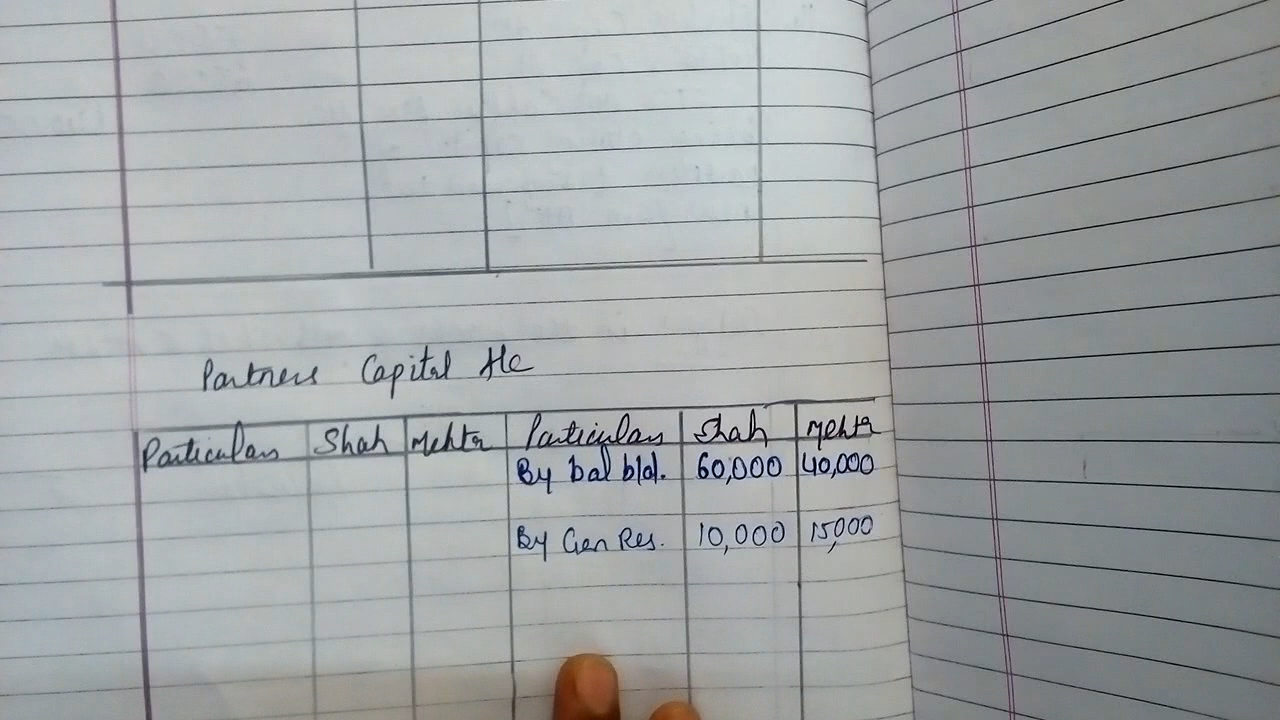 Partners Capital A/c
Particulars Shah Mehta Particulars Shah Mehta
By bal b/d. 60,000 40,000
By Gen Res. 10,000 15,000